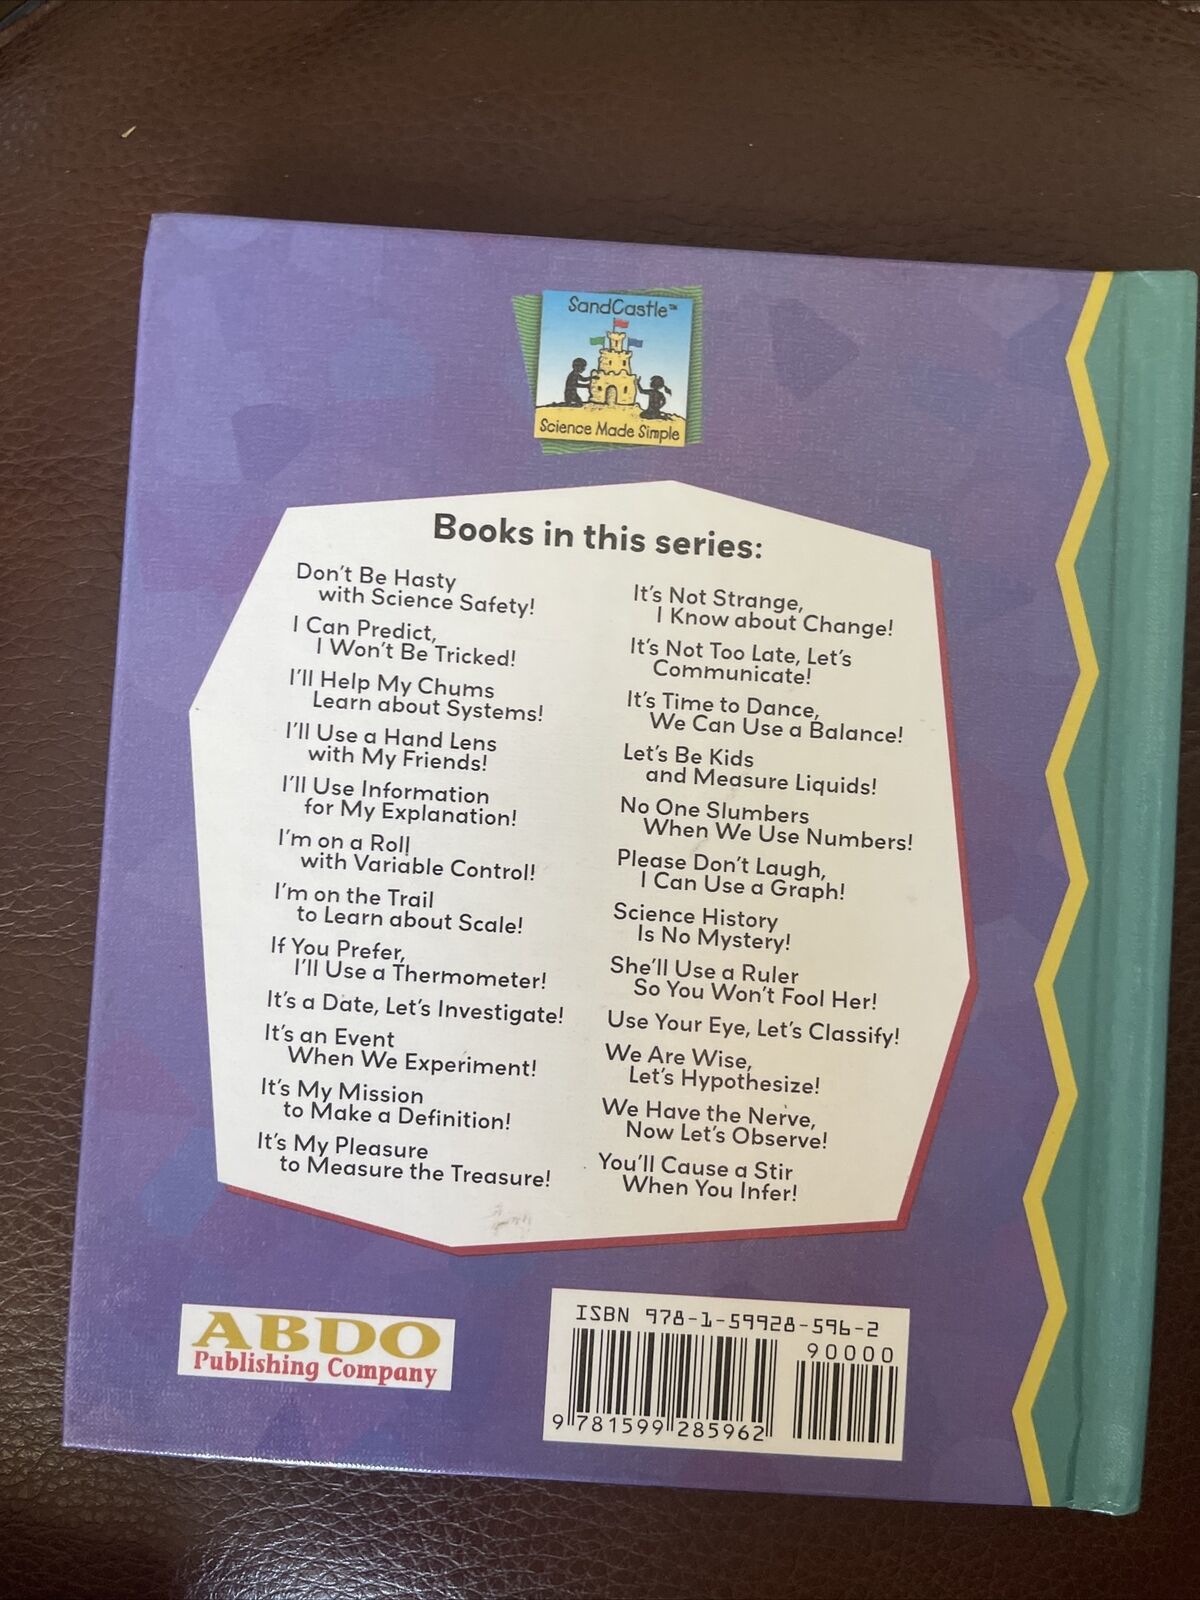 SandCastle™
Science Made Simple
Books in this series:
Don't Be Hasty
with Science Safety!
I Can Predict,
I Won't Be Tricked!
I'll Help My Chums
Learn about Systems!
I'll Use a Hand Lens
with My Friends!
I'll Use Information
for My Explanation!
I'm on a Roll
with Variable Control!
I'm on the Trail
to Learn about Scale!
If You Prefer,
I'll Use a Thermometer!
It's a Date, Let's Investigate!
It's an Event
When We Experiment!
It's My Mission
to Make a Definition!
It's My Pleasure
to Measure the Treasure!
It's Not Strange,
I Know about Change!
It's Not Too Late, Let's
Communicate!
It's Time to Dance,
We Can Use a Balance!
Let's Be Kids
and Measure Liquids!
No One Slumbers
When We Use Numbers!
Please Don't Laugh,
I Can Use a Graph!
Science History
Is No Mystery!
She'll Use a Ruler
So You Won't Fool Her!
Use Your Eye, Let's Classify!
We Are Wise,
Let's Hypothesize!
We Have the Nerve,
Now Let's Observe!
You'll Cause a Stir
When You Infer!
ABDO
Publishing Company
ISBN 978-1-59928-596-2
90000
9 781599 285962